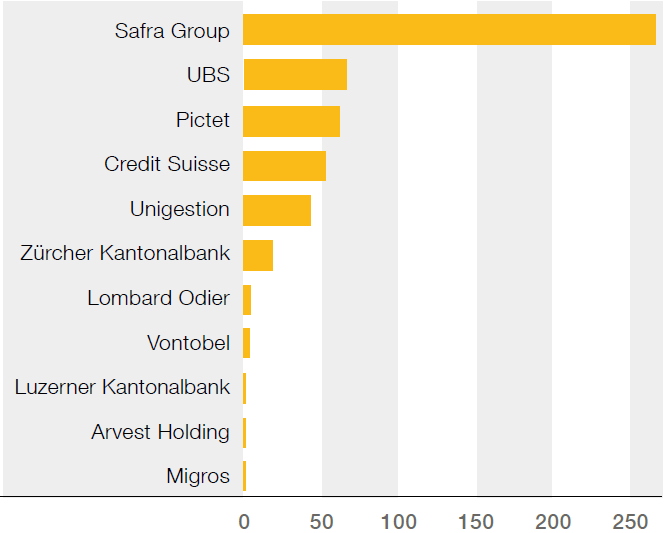 Safra Group
UBS
Pictet
Credit Suisse
Unigestion
Zürcher Kantonalbank
Lombard Odier
Vontobel
Luzerner Kantonalbank
Arvest Holding
Migros
0 50 100 150 200 250